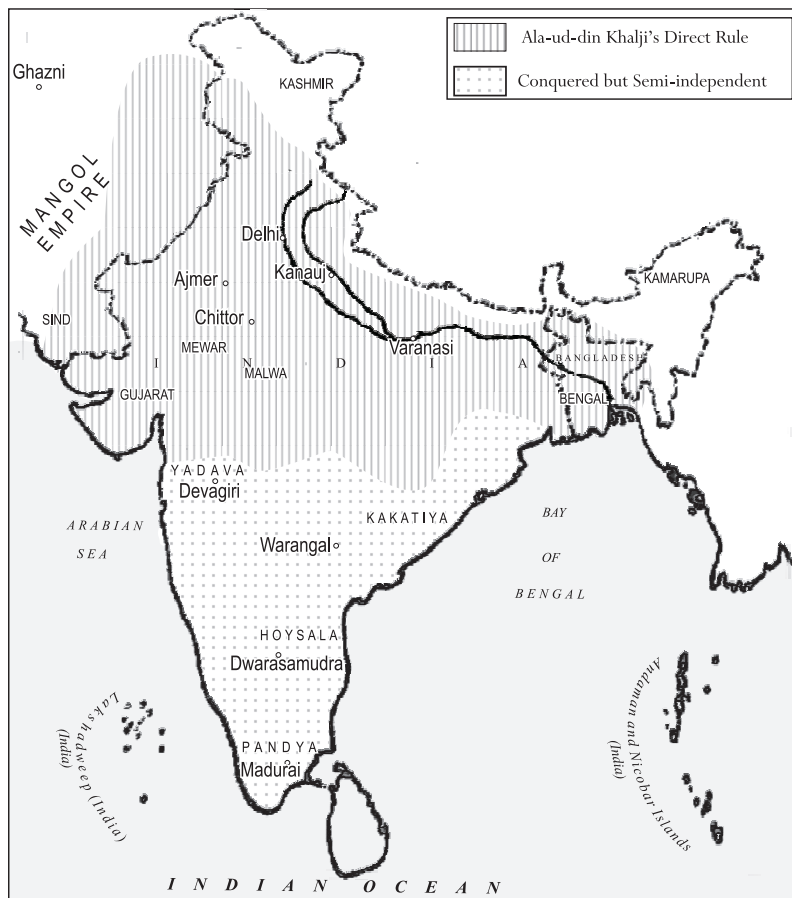 Ala-ud-din Khalji's Direct Rule
Conquered but Semi-independent
Ghazni
KASHMIR
MANGOL
EMPIRE
Delhi
Kanauj
KAMARUPA
Ajmer
Chittor
SIND
MEWAR
Varanasi
BANGLADESH
I N D I A
MALWA
GUJARAT
BENGAL
YADAVA
Devagiri
KAKATIYA
ARABIAN
SEA
BAY
OF
BENGAL
Warangal
HOYSALA
Dwarasamudra
PANDYA
Madurai
Lakshadweep (India)
(India)
Andaman and Nicobar Islands
(India)
INDIAN OCEAN